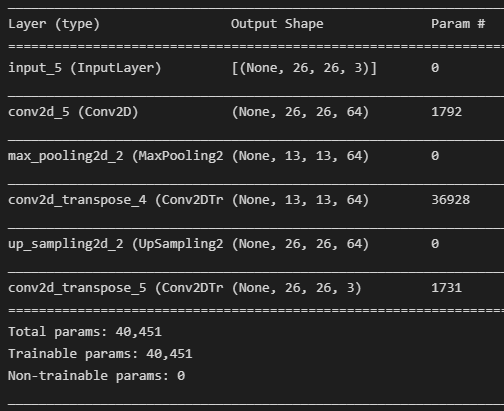 Layer (type) Output Shape Param #
input_5 (InputLayer) [(None, 26, 26, 3)] 0
conv2d_5 (Conv2D) (None, 26, 26, 64) 1792
max_pooling2d_2 (MaxPooling2 (None, 13, 13, 64) 0
conv2d_transpose_4 (Conv2DTr (None, 13, 13, 64) 36928
up_sampling2d_2 (UpSampling2 (None, 26, 26, 64) 0
conv2d_transpose_5 (Conv2DTr (None, 26, 26, 3) 1731
Total params: 40,451
Trainable params: 40,451
Non-trainable params: 0